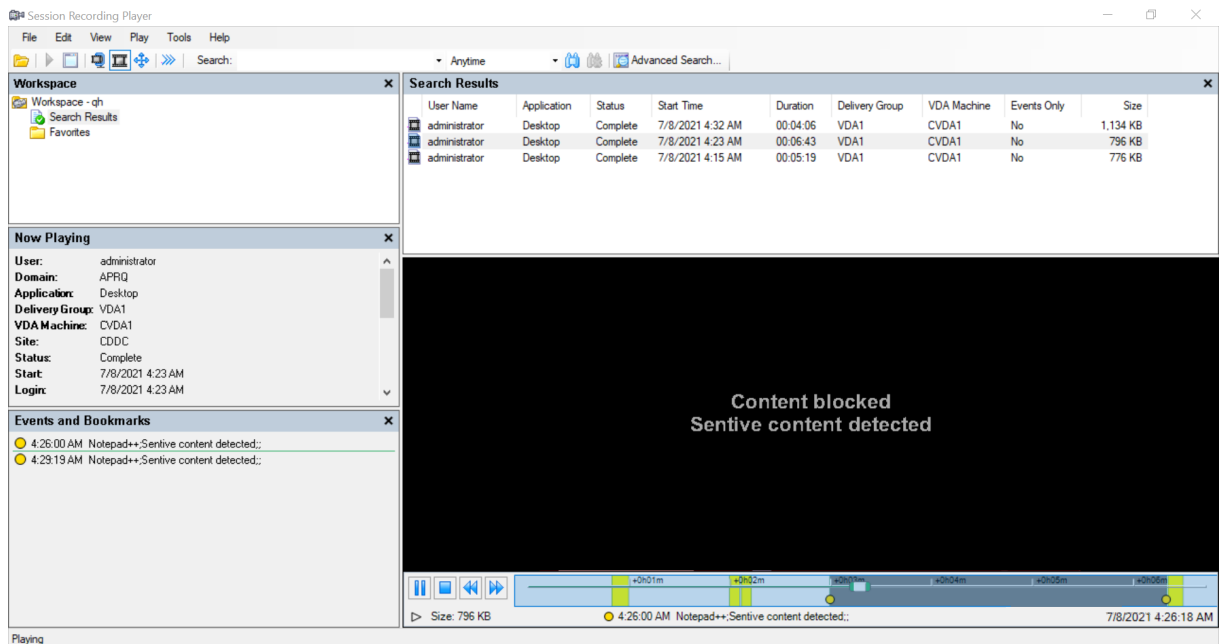 Session Recording Player
File Edit View Play Tools Help
Search: Anytime Advanced Search...
Workspace
Workspace - qh
Search Results
Favorites
Search Results
User Name Application Status Start Time Duration Delivery Group VDA Machine Events Only Size
administrator Desktop Complete 7/8/2021 4:32 AM 00:04:06 VDA1 CVDA1 No 1,134 KB
administrator Desktop Complete 7/8/2021 4:23 AM 00:06:43 VDA1 CVDA1 No 796 KB
administrator Desktop Complete 7/8/2021 4:15 AM 00:05:19 VDA1 CVDA1 No 776 KB
Now Playing
User: administrator
Domain: APRQ
Application: Desktop
Delivery Group: VDA1
VDA Machine: CVDA1
Site: CDDC
Status: Complete
Start: 7/8/2021 4:23 AM
Login: 7/8/2021 4:23 AM
Events and Bookmarks
4:26:00 AM Notepad++;Sentive content detected;;
4:29:19 AM Notepad++;Sentive content detected;;
Content blocked
Sentive content detected
+0h01m +0h02m +0h03m +0h04m +0h05m +0h06m
Size: 796 KB 4:26:00 AM Notepad++;Sentive content detected;; 7/8/2021 4:26:18 AM
Playing